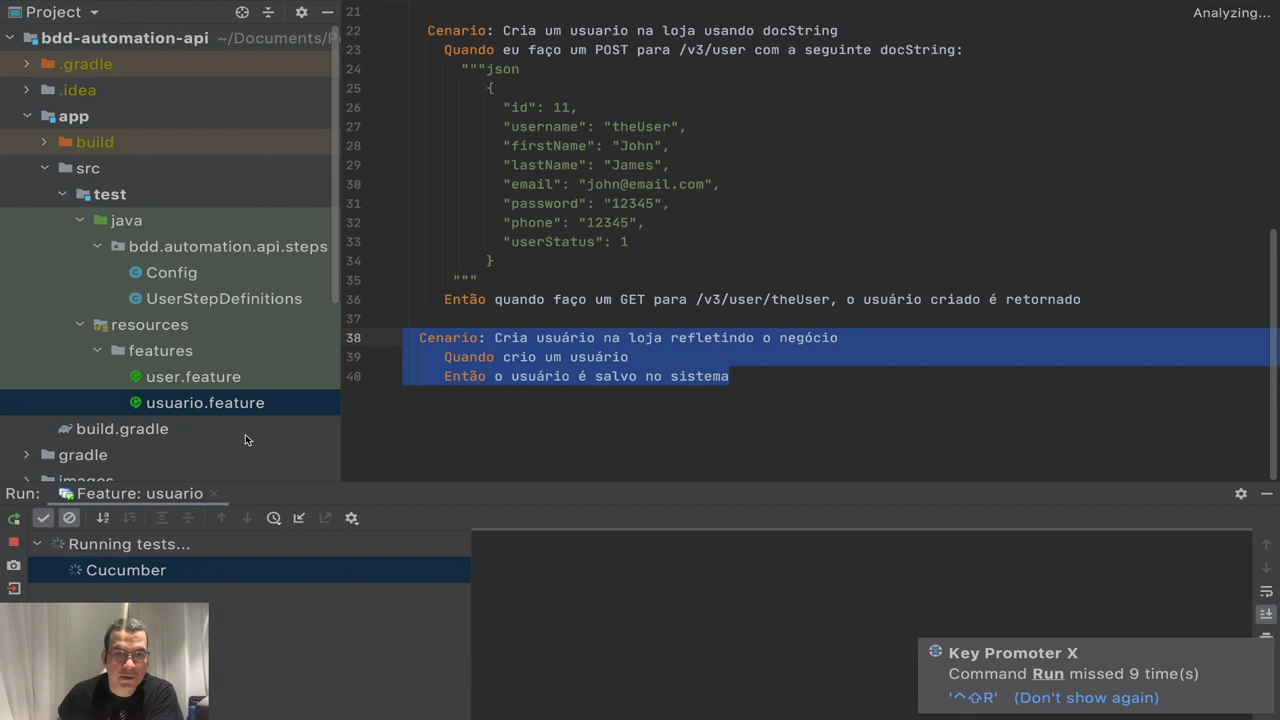 Project
bdd-automation-api ~/Documents/P
.gradle
.idea
app
build
src
test
java
bdd.automation.api.steps
Config
UserStepDefinitions
resources
features
user.feature
usuario.feature
build.gradle
gradle
images
Analyzing...
21
22 Cenario: Cria um usuario na loja usando docString
23 Quando eu faço um POST para /v3/user com a seguinte docString:
24 """json
25 {
26 "id": 11,
27 "username": "theUser",
28 "firstName": "John",
29 "lastName": "James",
30 "email": "john@email.com",
31 "password": "12345",
32 "phone": "12345",
33 "userStatus": 1
34 }
35 """
36 Então quando faço um GET para /v3/user/theUser, o usuário criado é retornado
37
38 Cenario: Cria usuário na loja refletindo o negócio
39 Quando crio um usuário
40 Então o usuário é salvo no sistema
Run: Feature: usuario
Running tests...
Cucumber
Key Promoter X
Command Run missed 9 time(s)
'^⇧R' (Don't show again)